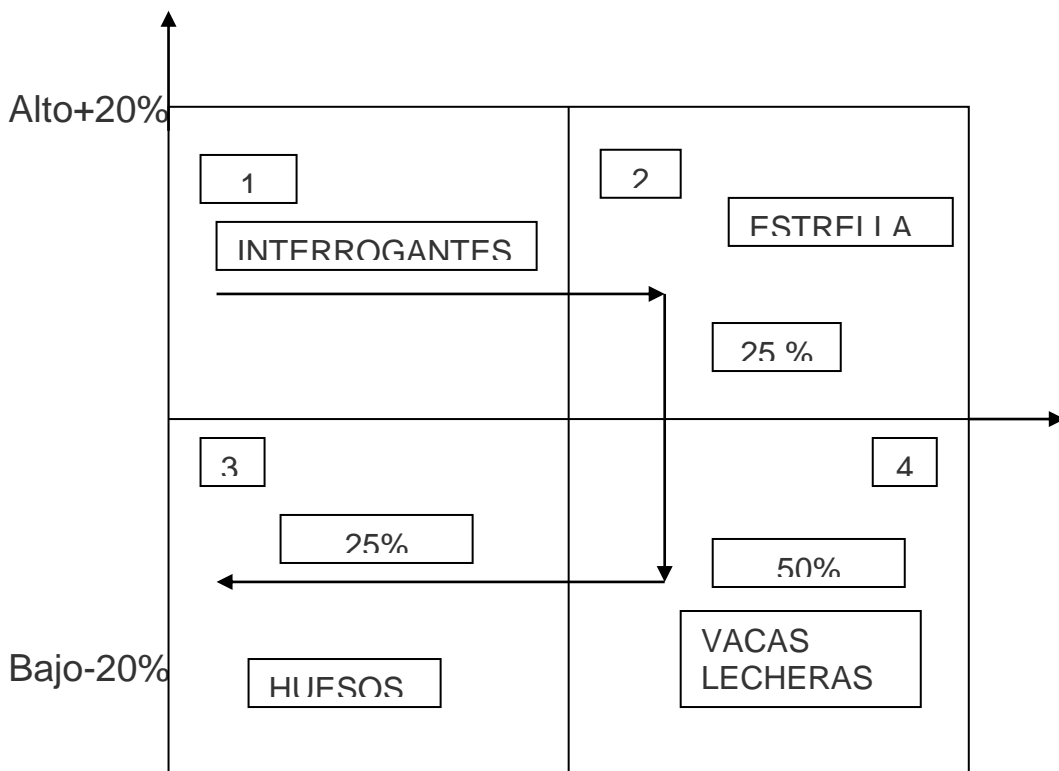 Alto+20%
1
2
INTERROGANTES
ESTRELLA
25 %
3
4
25%
50%
Bajo-20%
HUESOS
VACAS
LECHERAS